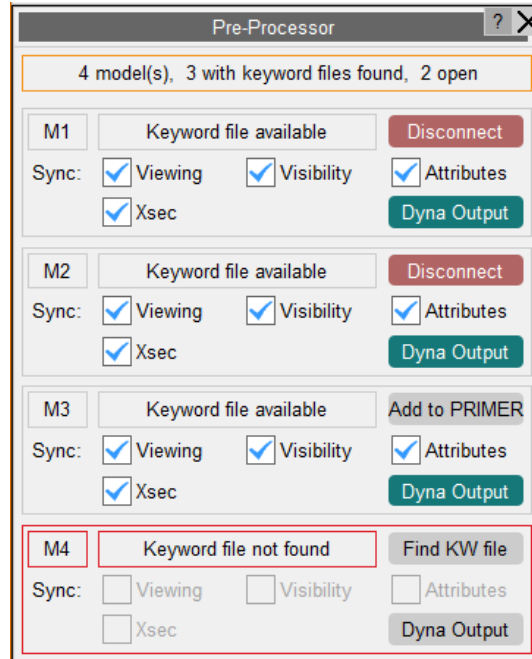 Pre-Processor ? X
4 model(s), 3 with keyword files found, 2 open
M1 Keyword file available Disconnect
Sync: Viewing Visibility Attributes
Xsec Dyna Output
M2 Keyword file available Disconnect
Sync: Viewing Visibility Attributes
Xsec Dyna Output
M3 Keyword file available Add to PRIMER
Sync: Viewing Visibility Attributes
Xsec Dyna Output
M4 Keyword file not found Find KW file
Sync: Viewing Visibility Attributes
Xsec Dyna Output